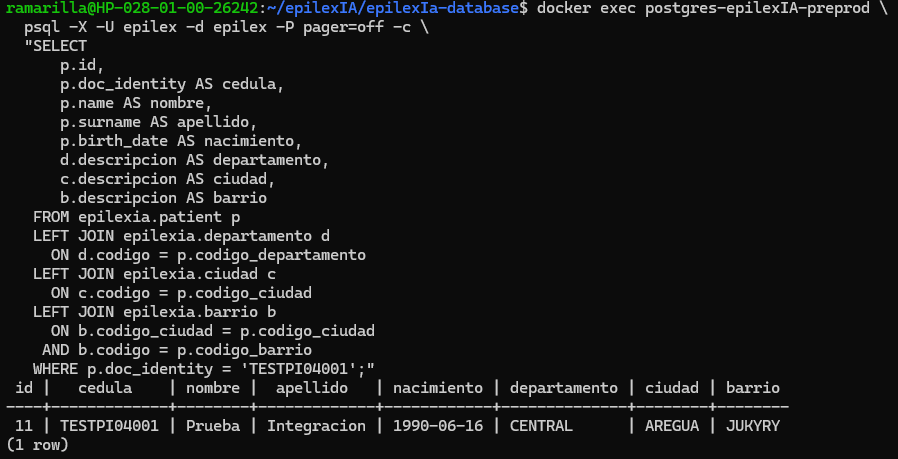 ramarilla@HP-028-01-00-26242:~/epilexIA/epilexIa-database$ docker exec postgres-epilexIA-preprod \
psql -X -U epilex -d epilex -P pager=off -c \
"SELECT
p.id,
p.doc_identity AS cedula,
p.name AS nombre,
p.surname AS apellido,
p.birth_date AS nacimiento,
d.descripcion AS departamento,
c.descripcion AS ciudad,
b.descripcion AS barrio
FROM epilexia.patient p
LEFT JOIN epilexia.departamento d
ON d.codigo = p.codigo_departamento
LEFT JOIN epilexia.ciudad c
ON c.codigo = p.codigo_ciudad
LEFT JOIN epilexia.barrio b
ON b.codigo_ciudad = p.codigo_ciudad
AND b.codigo = p.codigo_barrio
WHERE p.doc_identity = 'TESTPI04001';"
id | cedula | nombre | apellido | nacimiento | departamento | ciudad | barrio
----+-------------+--------+-------------+------------+--------------+--------+--------
11 | TESTPI04001 | Prueba | Integracion | 1990-06-16 | CENTRAL | AREGUA | JUKYRY
(1 row)